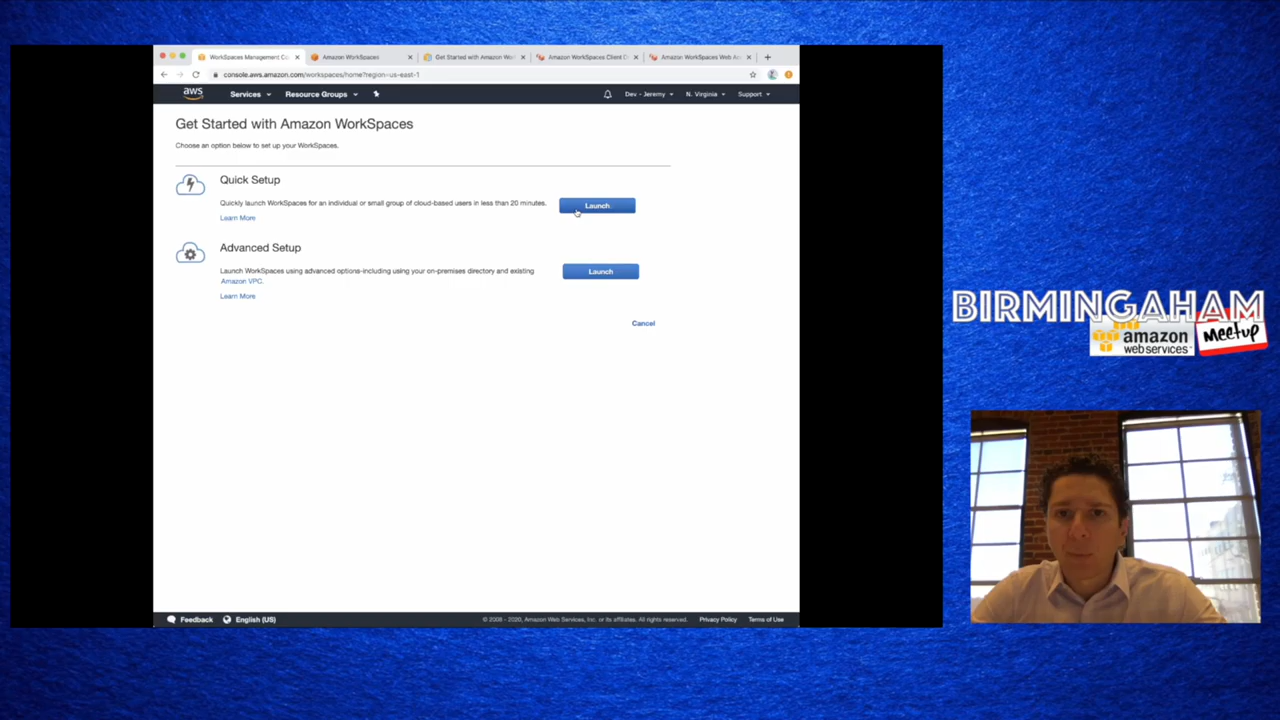 WorkSpaces Management Co
Amazon WorkSpaces
Get Started with Amazon Wor
Amazon WorkSpaces Client D
Amazon WorkSpaces Web Ac
console.aws.amazon.com/workspaces/home?region=us-east-1
aws
Services
Resource Groups
Dev - Jeremy
N. Virginia
Support
Get Started with Amazon WorkSpaces
Choose an option below to set up your WorkSpaces.
Quick Setup
Quickly launch WorkSpaces for an individual or small group of cloud-based users in less than 20 minutes.
Launch
Learn More
Advanced Setup
Launch WorkSpaces using advanced options-including using your on-premises directory and existing
Amazon VPC.
Launch
Learn More
Cancel
Feedback
English (US)
© 2008 - 2020, Amazon Web Services, Inc. or its affiliates. All rights reserved.
Privacy Policy
Terms of Use
BIRMINGAHAM
amazon
web services™
Meetup